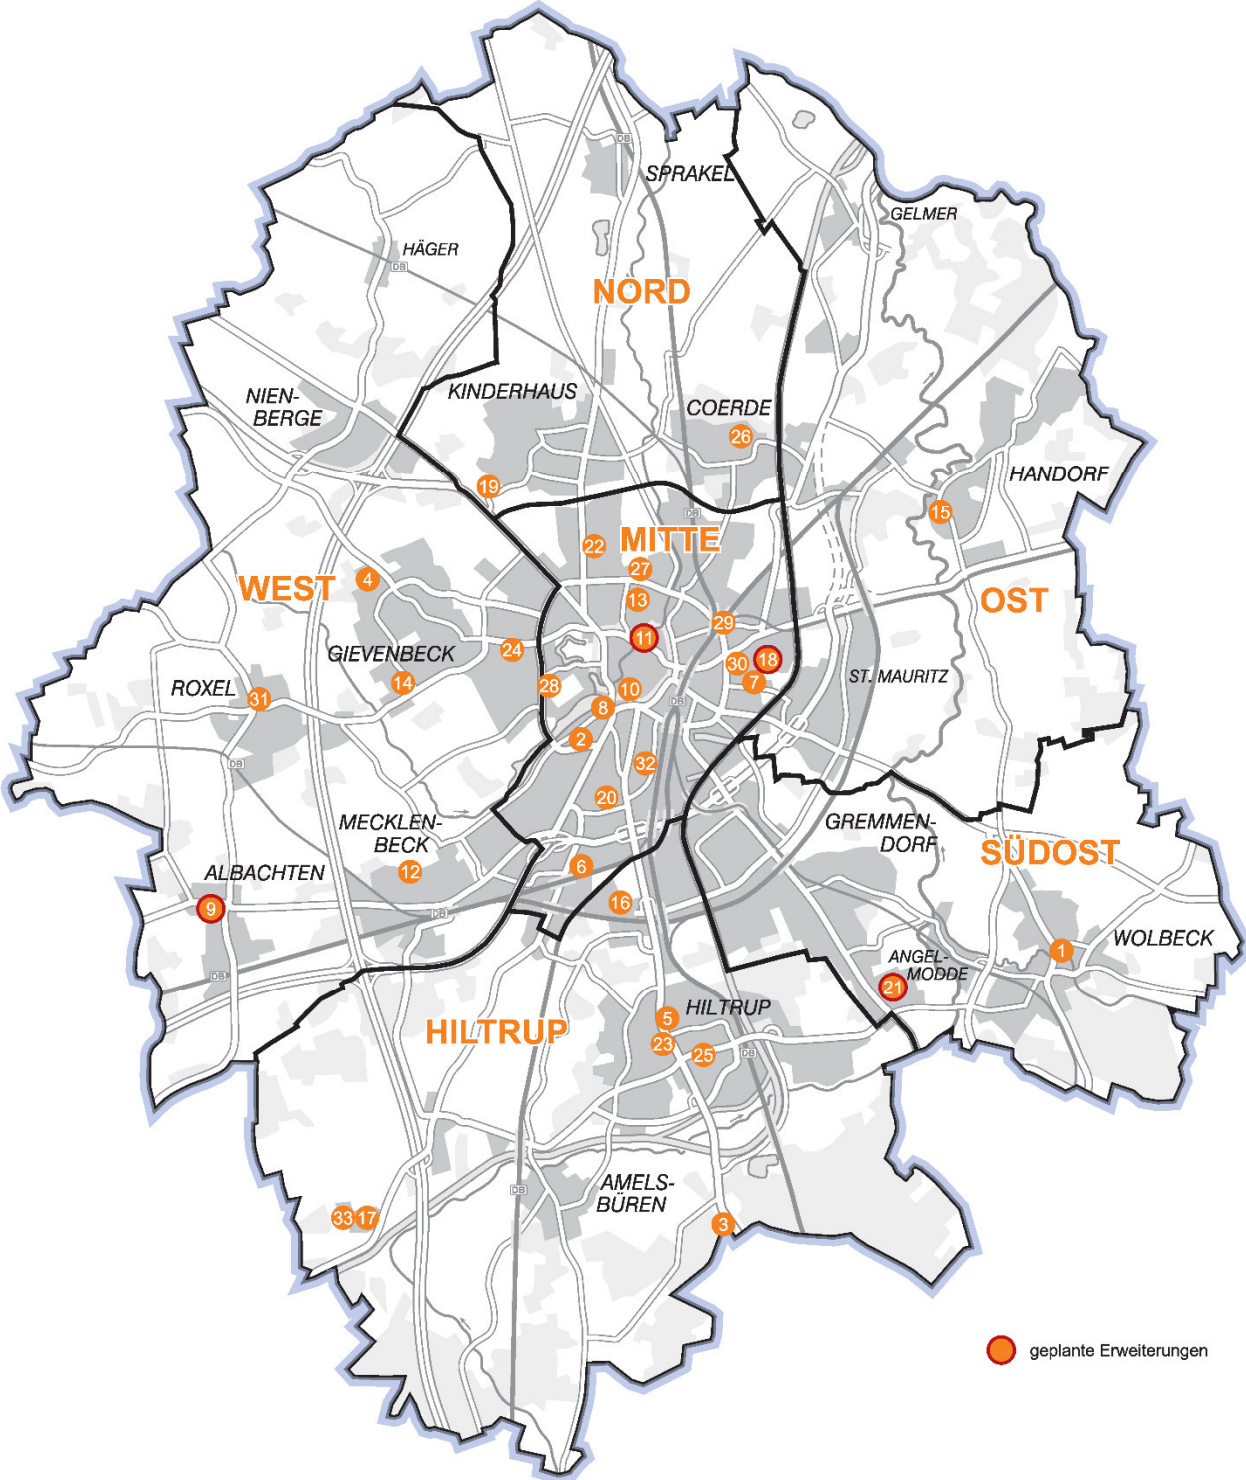 DB
SPRAKEL
GELMER
HÄGER
DB
NORD
NIEN-
BERGE
KINDERHAUS
COERDE
26
HANDORF
19
15
DB
22
MITTE
27
4
WEST
13
OST
29
11
24
GIEVENBECK
30
18
ST. MAURITZ
14
28
7
ROXEL
31
10
DB
8
2
DB
32
20
MECKLEN-
BECK
GREMMEN-
DORF
SÜDOST
6
12
ALBACHTEN
9
16
DB
WOLBECK
1
ANGEL-
MODDE
DB
21
HILTRUP
5
HILTRUP
23
25
DB
AMELS-
BÜREN
DB
33
17
3
geplante Erweiterungen